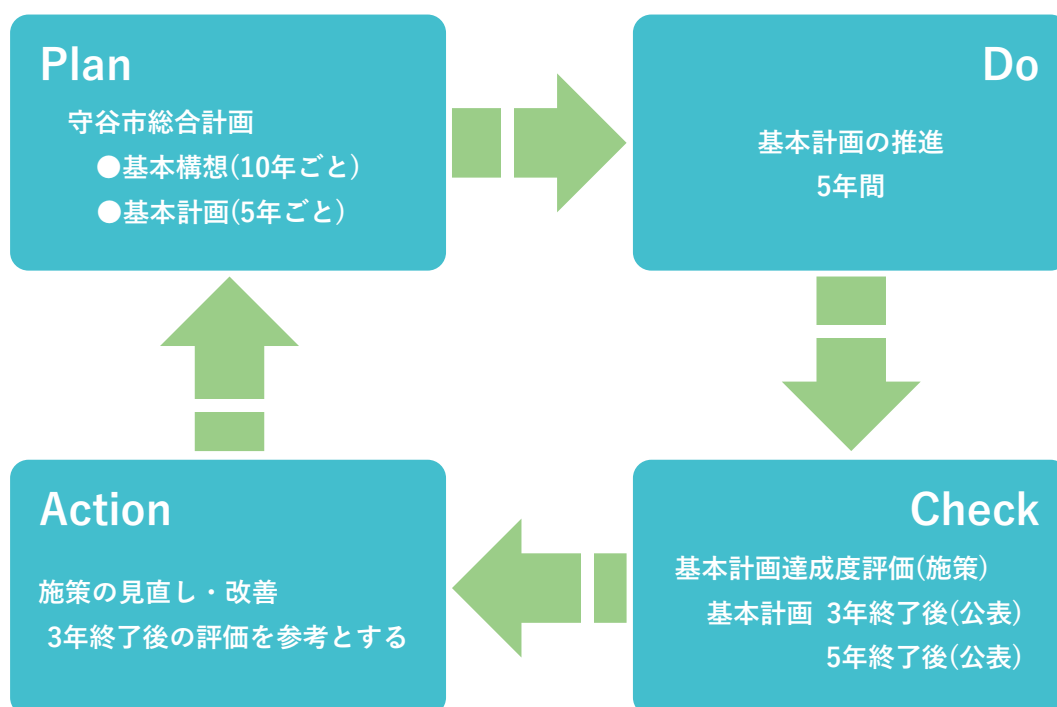 Plan
守谷市総合計画
●基本構想(10年ごと)
●基本計画(5年ごと)
Do
基本計画の推進
5年間
Check
基本計画達成度評価(施策)
基本計画 3年終了後(公表)
5年終了後(公表)
Action
施策の見直し・改善
3年終了後の評価を参考とする